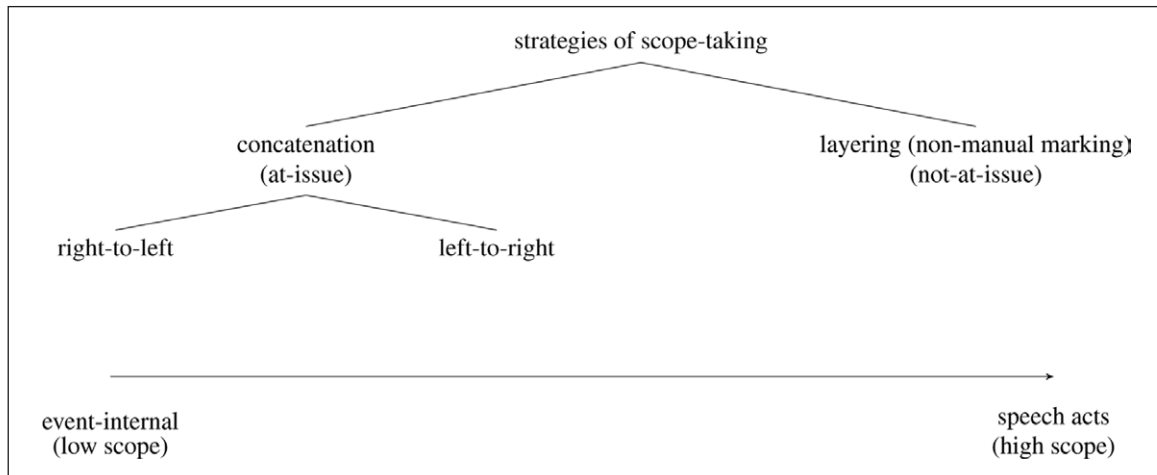 strategies of scope-taking
concatenation
(at-issue)
layering (non-manual marking)
(not-at-issue)
right-to-left
left-to-right
event-internal
(low scope)
speech acts
(high scope)